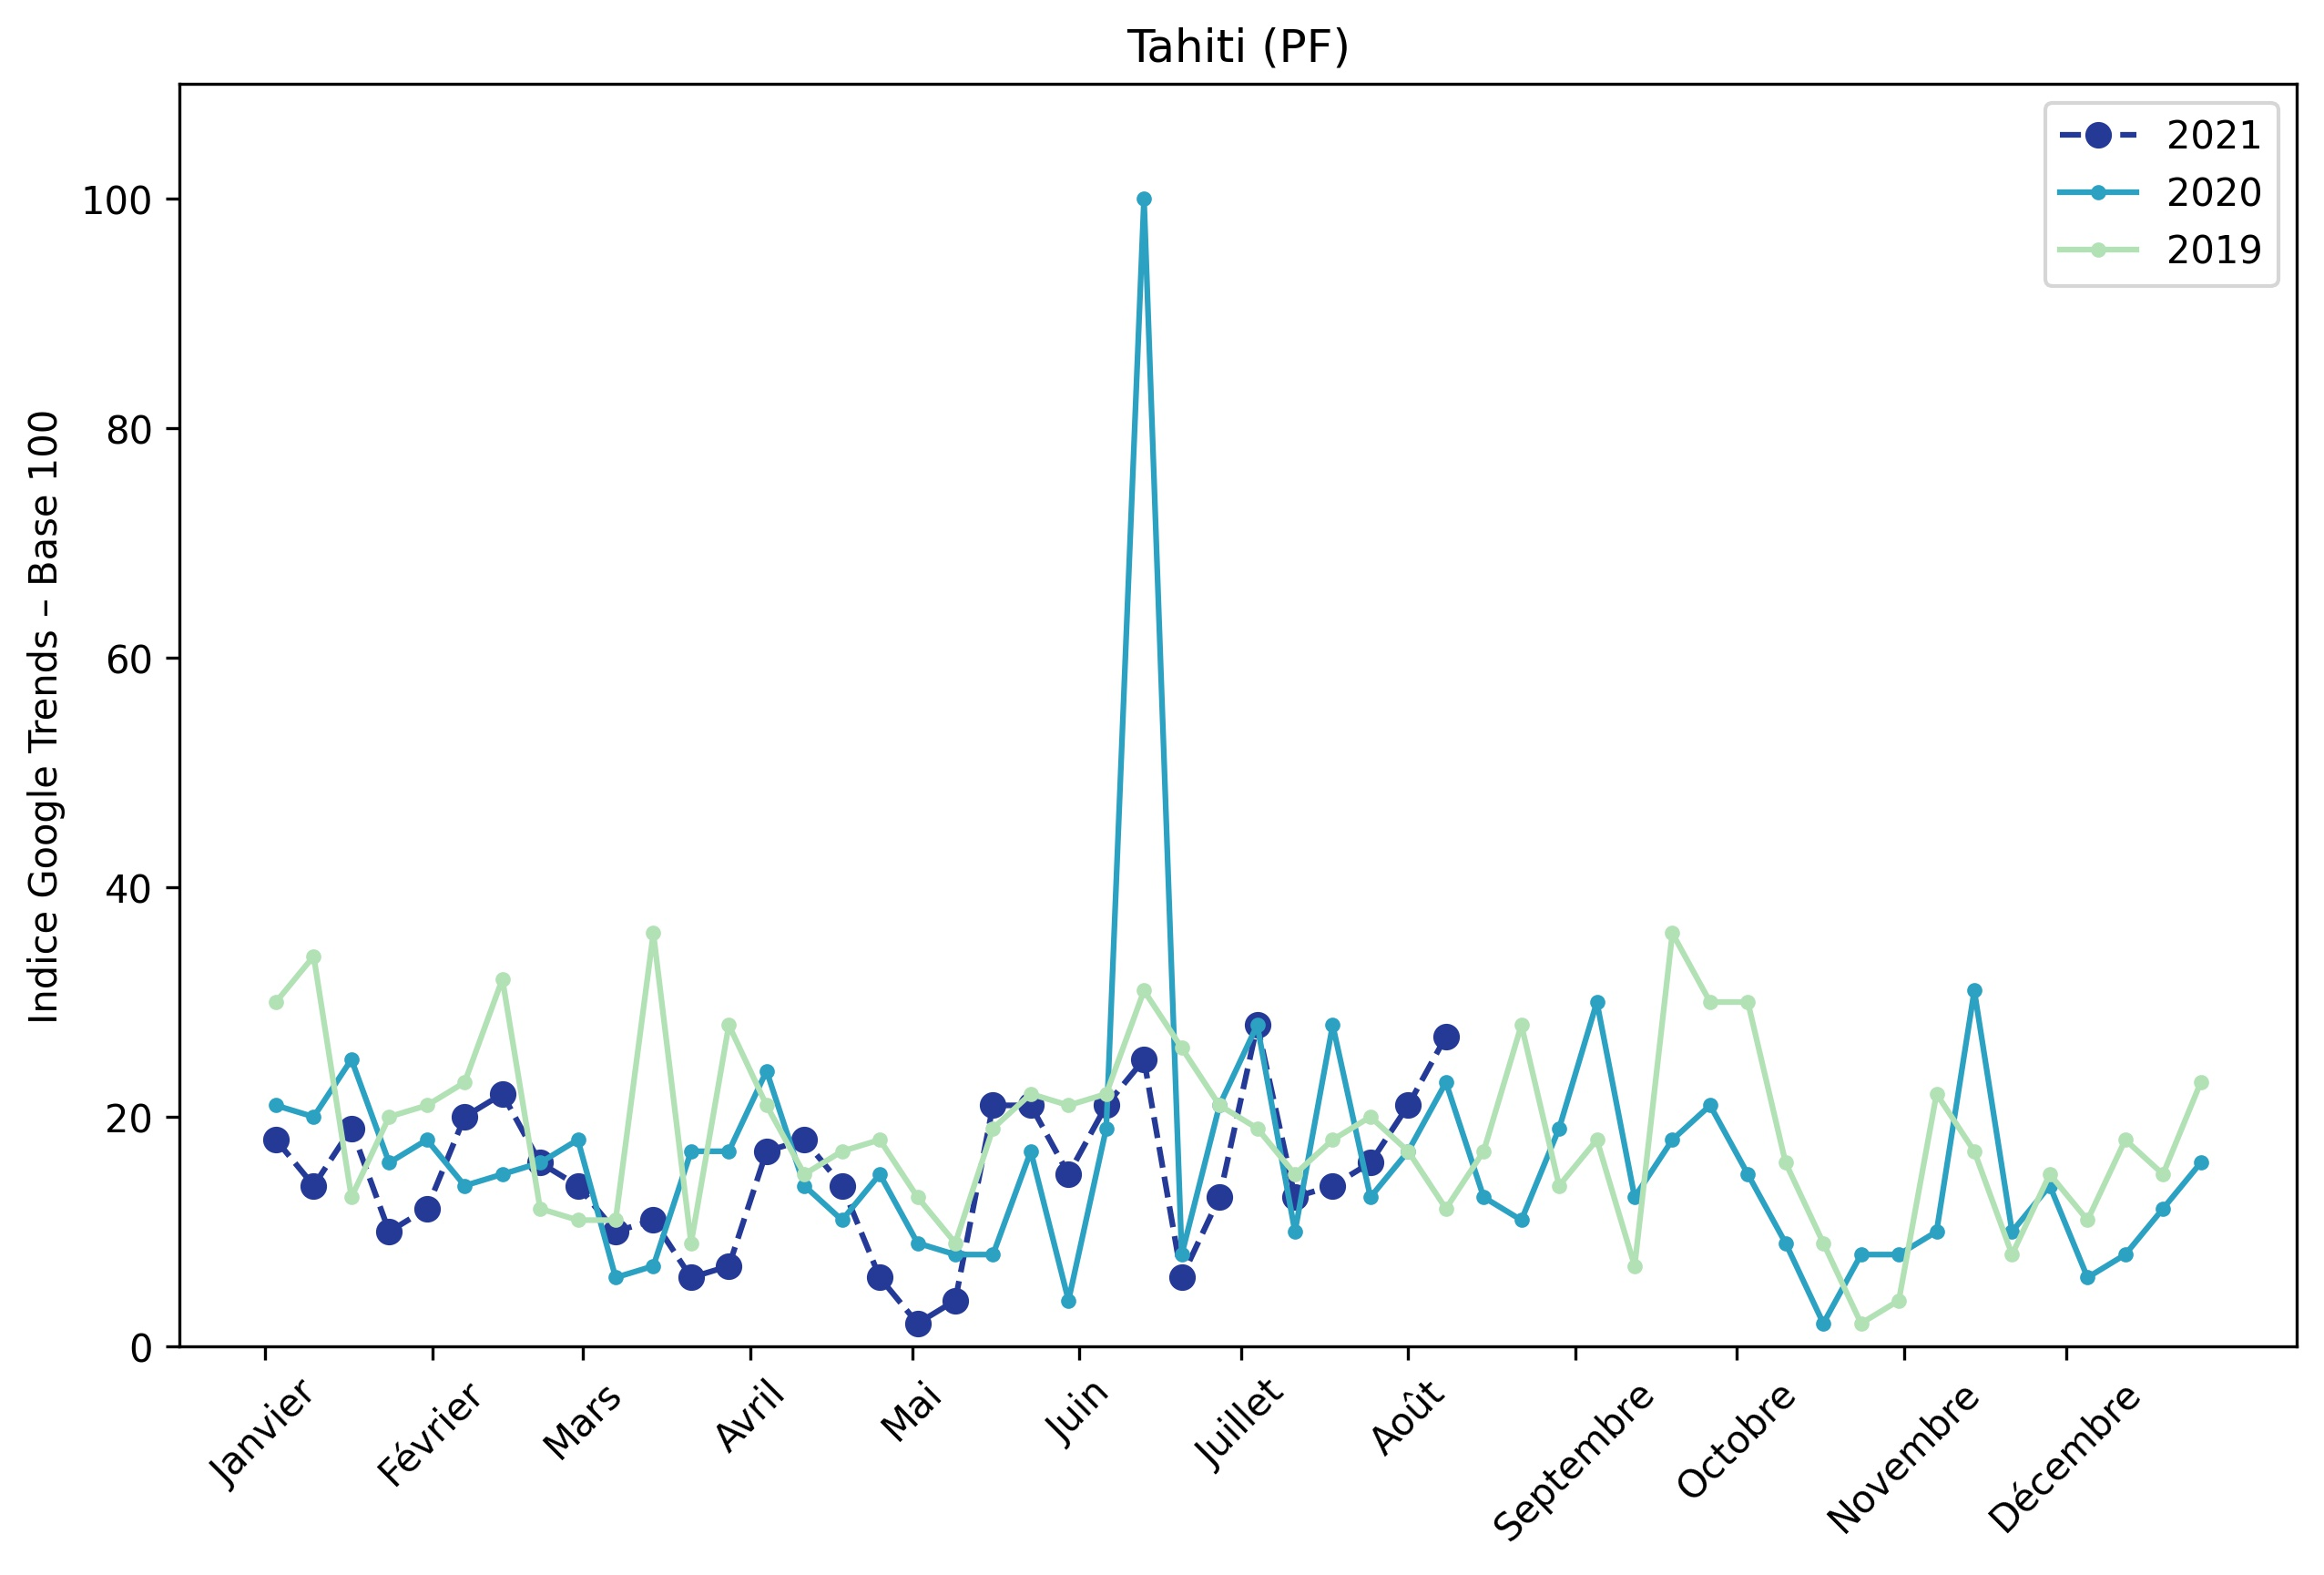 Tahiti (PF)
2021
2020
2019
Indice Google Trends – Base 100
100
80
60
40
20
0
Janvier
Février
Mars
Avril
Mai
Juin
Juillet
Août
Septembre
Octobre
Novembre
Décembre